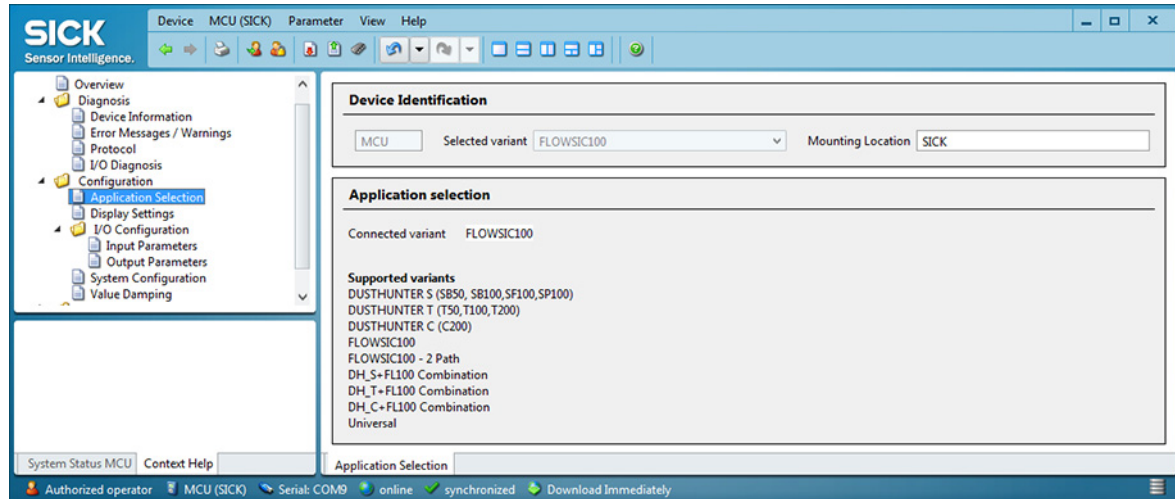 SICK
Sensor Intelligence.
Device MCU (SICK) Parameter View Help
Overview
Diagnosis
Device Information
Error Messages / Warnings
Protocol
I/O Diagnosis
Configuration
Application Selection
Display Settings
I/O Configuration
Input Parameters
Output Parameters
System Configuration
Value Damping
System Status MCU Context Help
Device Identification
MCU Selected variant FLOWSIC100 Mounting Location SICK
Application selection
Connected variant FLOWSIC100
Supported variants
DUSTHUNTER S (SB50, SB100,SF100,SP100)
DUSTHUNTER T (T50,T100,T200)
DUSTHUNTER C (C200)
FLOWSIC100
FLOWSIC100 - 2 Path
DH_S+FL100 Combination
DH_T+FL100 Combination
DH_C+FL100 Combination
Universal
Application Selection
Authorized operator MCU (SICK) Serial: COM9 online synchronized Download Immediately